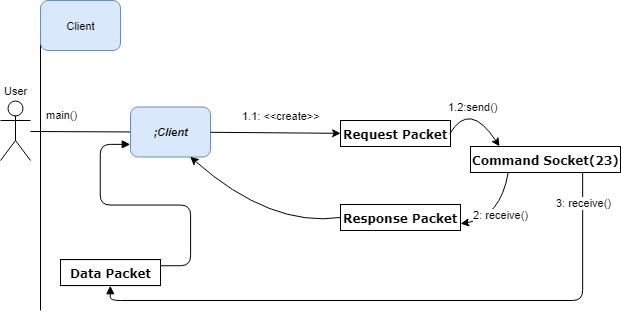 Client
User
main()
;Client
1.1: <<create>>
Request Packet
1.2:send()
Command Socket(23)
Response Packet
2: receive()
3: receive()
Data Packet